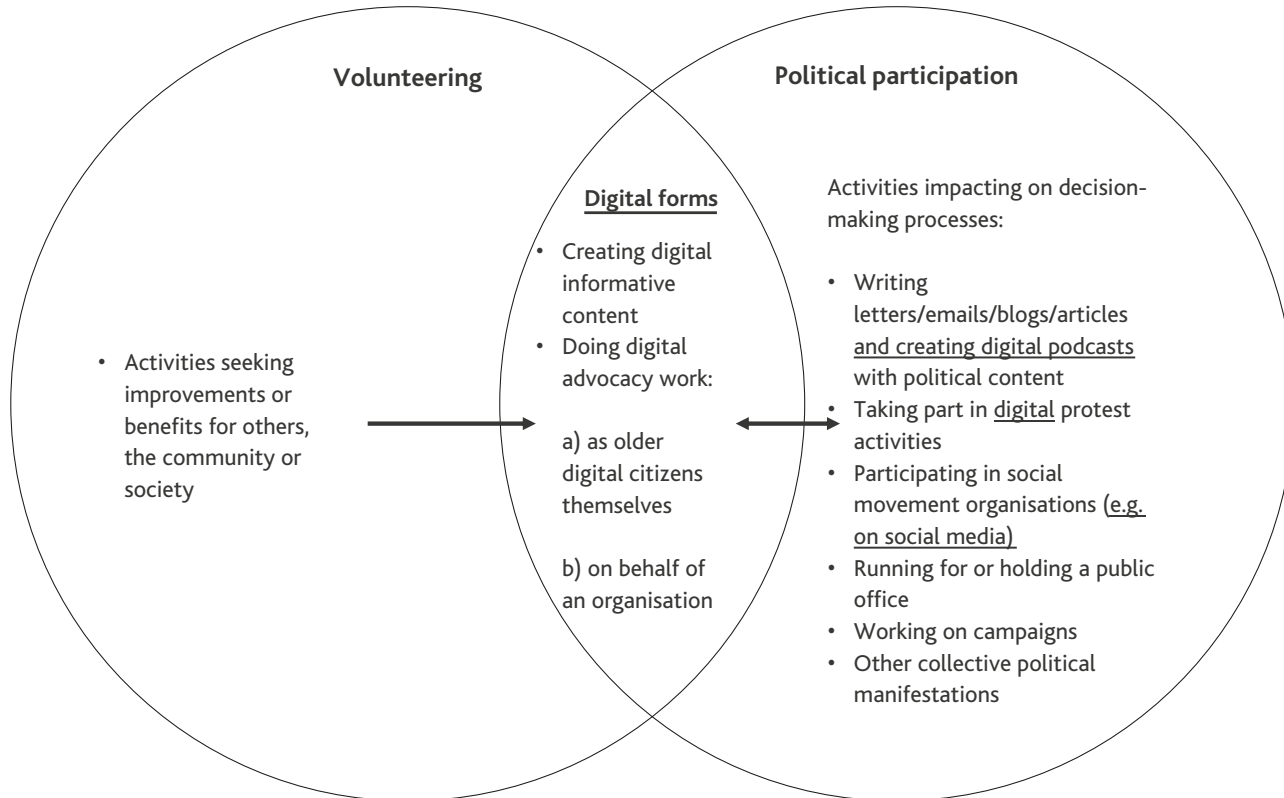 Volunteering
• Activities seeking
improvements or
benefits for others,
the community or
society
Digital forms
• Creating digital
informative
content
• Doing digital
advocacy work:
a) as older
digital citizens
themselves
b) on behalf of
an organisation
Political participation
Activities impacting on decision-
making processes:
• Writing
letters/emails/blogs/articles
and creating digital podcasts
with political content
• Taking part in digital protest
activities
• Participating in social
movement organisations (e.g.
on social media)
• Running for or holding a public
office
• Working on campaigns
• Other collective political
manifestations